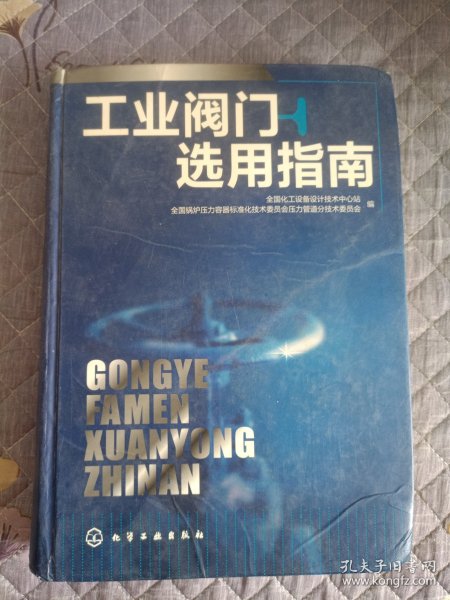 工业阀门
选用指南
全国化工设备设计技术中心站
全国锅炉压力容器标准化技术委员会压力管道分技术委员会 编
GONGYE
FAMEN
XUANYONG
ZHINAN
化学工业出版社
孔夫子旧书网
www.kongfz.com